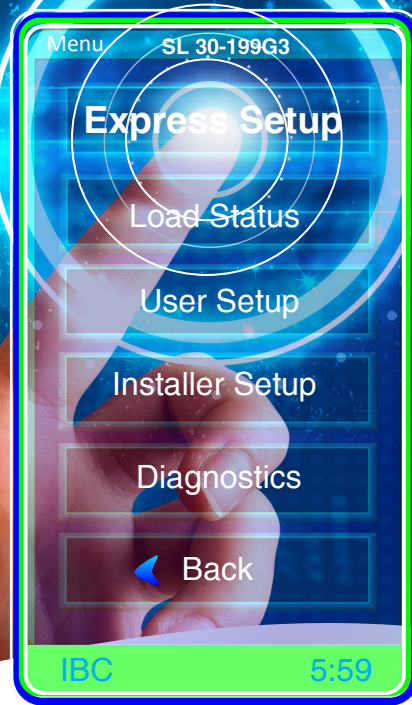 Menu SL 30-199G3
Express Setup
Load Status
User Setup
Installer Setup
Diagnostics
Back
IBC 5:59